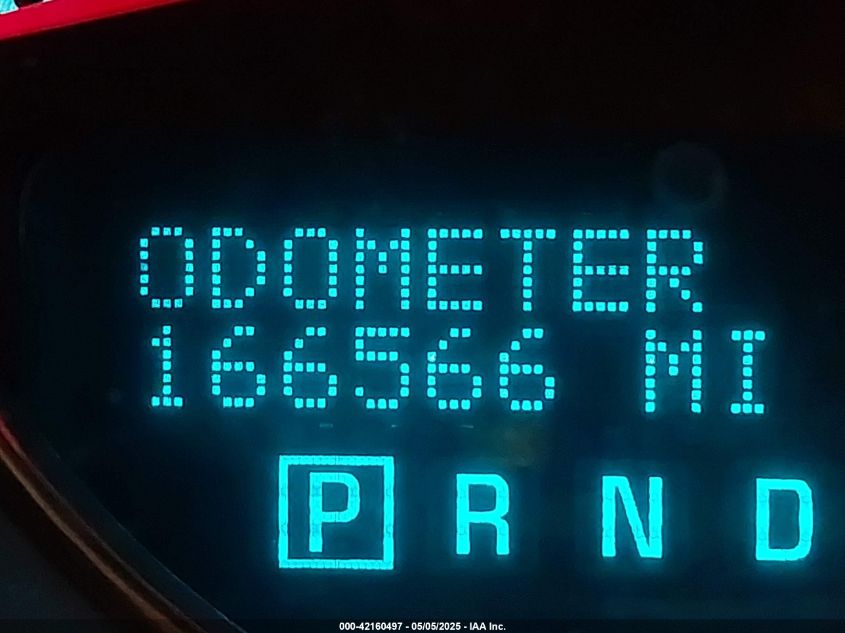 ODOMETER
166566 MI
P R N D
000-42160497 - 05/05/2025 - IAA Inc.